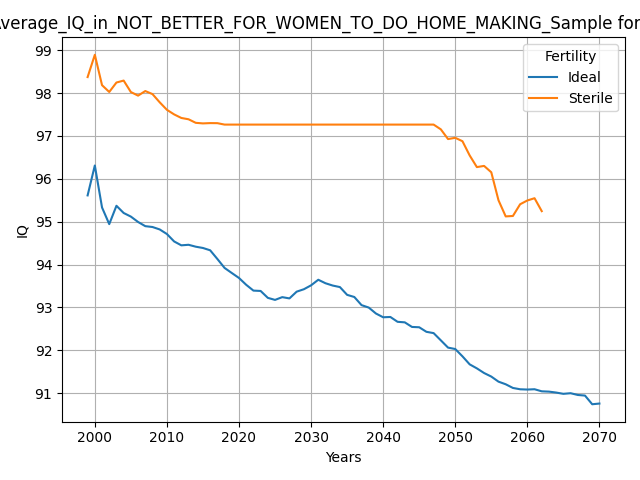 Average_IQ_in_NOT_BETTER_FOR_WOMEN_TO_DO_HOME_MAKING_Sample for
Fertility
Ideal
Sterile
99
98
97
96
95
94
93
92
91
IQ
2000 2010 2020 2030 2040 2050 2060 2070
Years